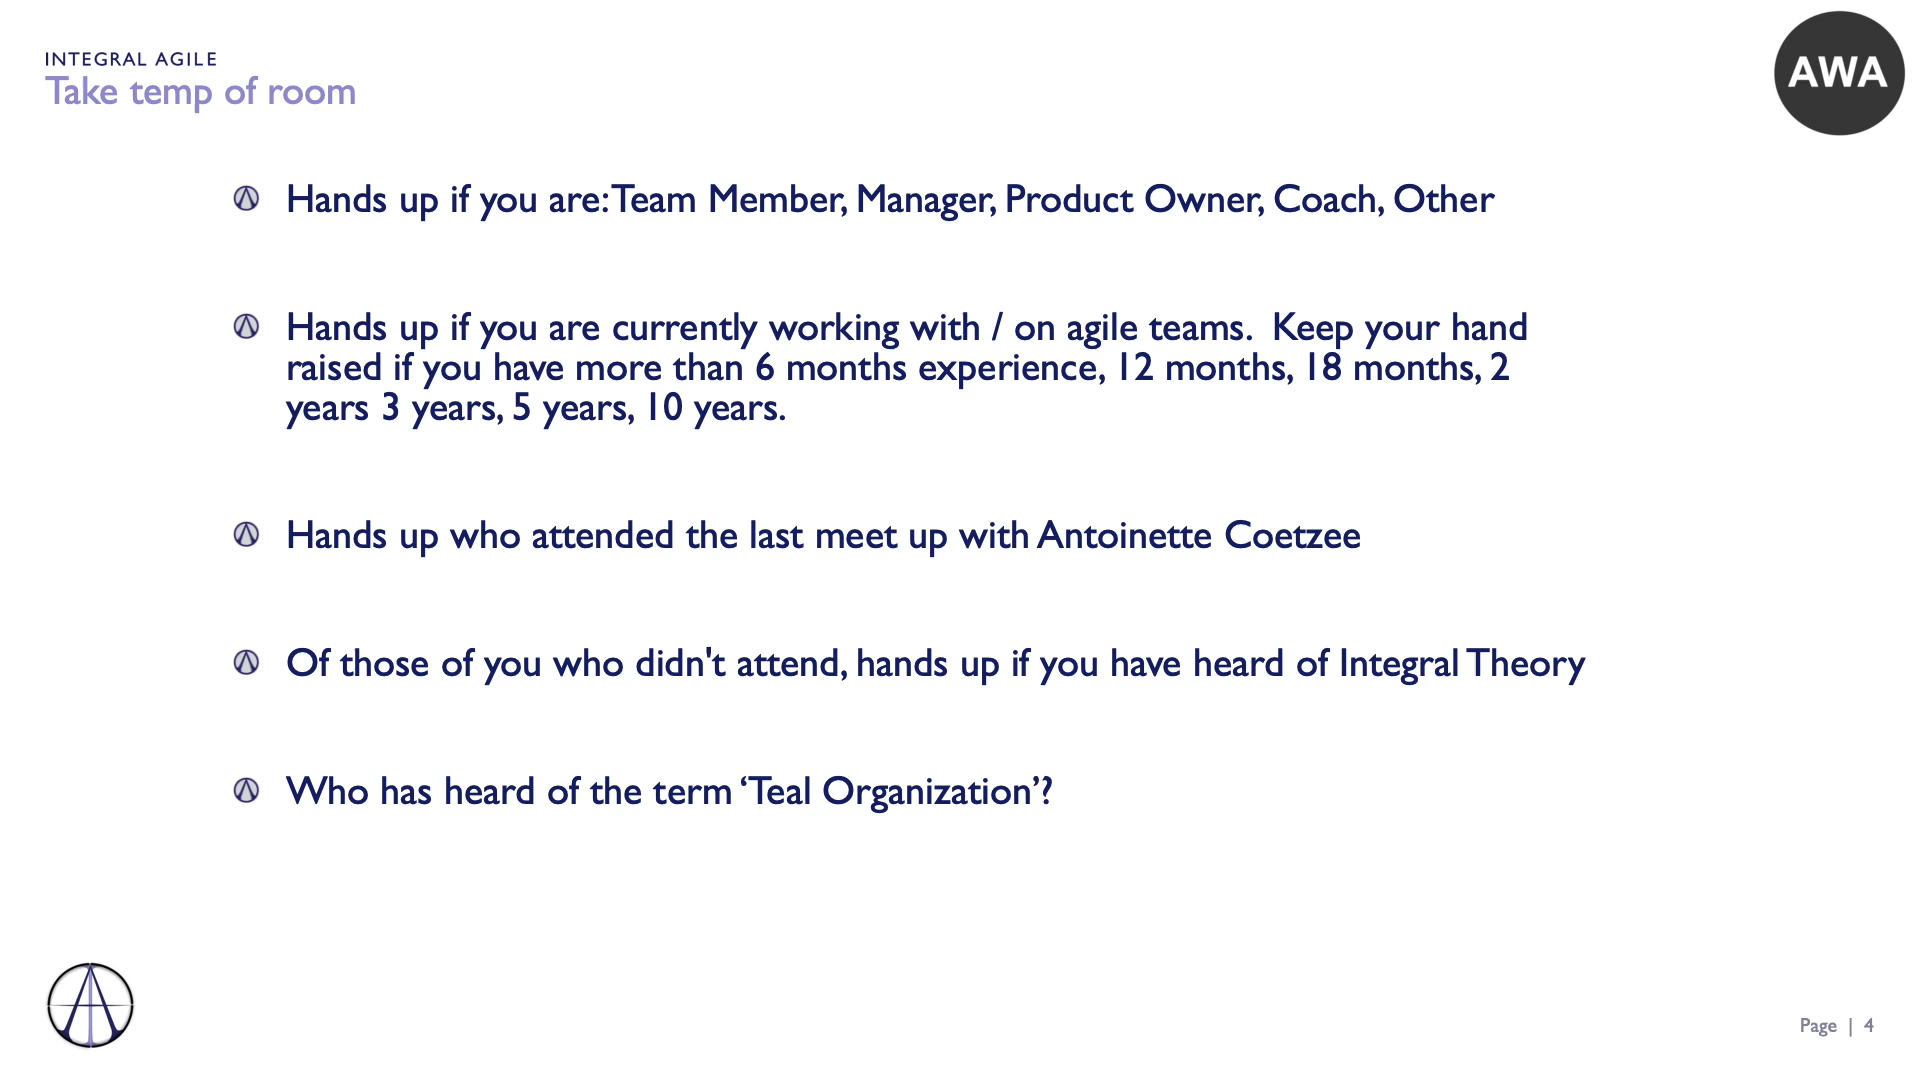 INTEGRAL AGILE
Take temp of room
AWA
Hands up if you are: Team Member, Manager, Product Owner, Coach, Other
Hands up if you are currently working with / on agile teams.  Keep your hand
raised if you have more than 6 months experience, 12 months, 18 months, 2
years 3 years, 5 years, 10 years.
Hands up who attended the last meet up with Antoinette Coetzee
Of those of you who didn't attend, hands up if you have heard of Integral Theory
Who has heard of the term ‘Teal Organization’?
Page | 4